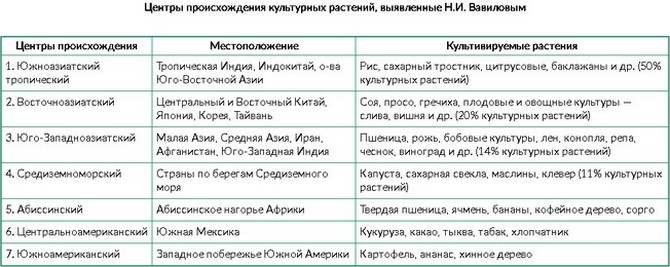 Центры происхождения культурных растений, выявленные Н.И. Вавиловым
Центры происхождения Местоположение Культивируемые растения
1. Южноазиатский Тропическая Индия, Индокитай, о-ва Рис, сахарный тростник, цитрусовые, баклажаны и др. (50%
тропический Юго-Восточной Азии культурных растений)
2. Восточноазиатский Центральный и Восточный Китай, Соя, просо, гречиха, плодовые и овощные культуры —
Япония, Корея, Тайвань слива, вишня и др. (20% культурных растений)
3. Юго-Западноазиатский Малая Азия, Средняя Азия, Иран, Пшеница, рожь, бобовые культуры, лен, конопля, репа,
Афганистан, Юго-Западная Индия чеснок, виноград и др. (14% культурных растений)
4. Средиземноморский Страны по берегам Средиземного Капуста, сахарная свекла, маслины, клевер (11% культурных
моря растений)
5. Абиссинский Абиссинское нагорье Африки Твердая пшеница, ячмень, бананы, кофейное дерево, сорго
6. Центральноамериканский Южная Мексика Кукуруза, какао, тыква, табак, хлопчатник
7. Южноамериканский Западное побережье Южной Америки Картофель, ананас, хинное дерево